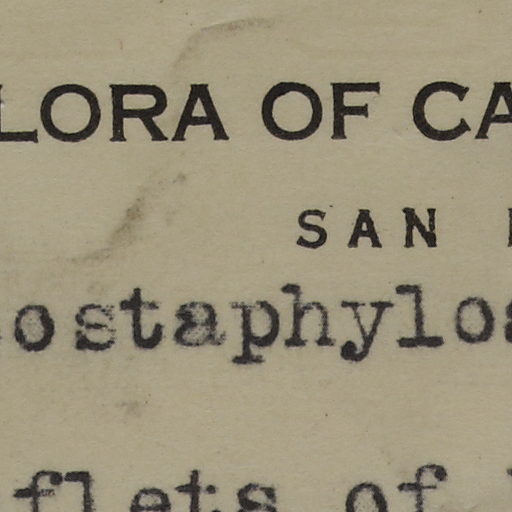 LORA OF CA
SAN
ostaphylos
flets of